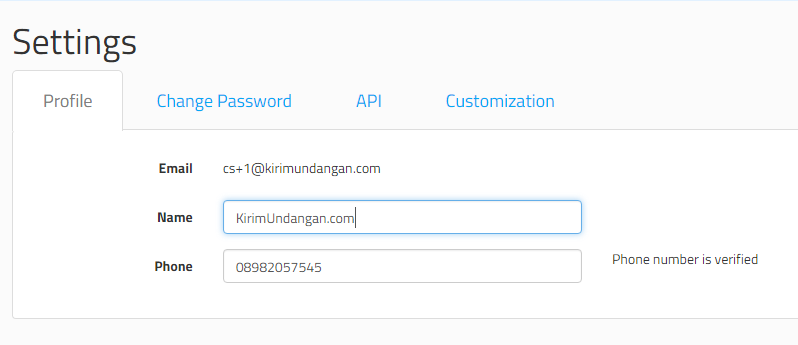 Settings
Profile Change Password API Customization
Email cs+1@kirimundangan.com
Name KirimUndangan.com
Phone 08982057545 Phone number is verified